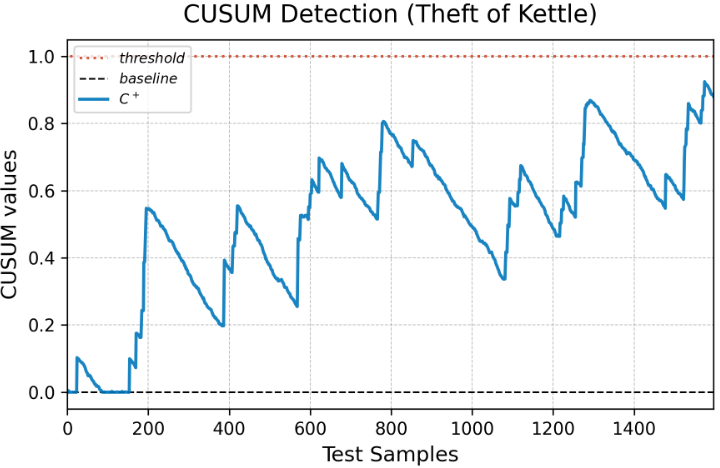 CUSUM Detection (Theft of Kettle)
CUSUM values
1.0
0.8
0.6
0.4
0.2
0.0
threshold
baseline
C+
0 200 400 600 800 1000 1200 1400
Test Samples